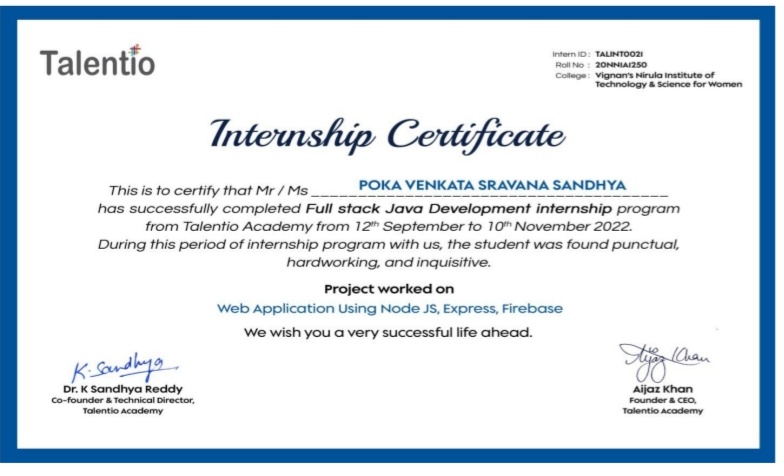 Talentio
Intern ID : TALINT0021
Roll No : 20NN1A1250
College : Vignan's Nirula Institute of
Technology & Science for Women
Internship Certificate
This is to certify that Mr / Ms POKA VENKATA SRAVANA SANDHYA
has successfully completed Full stack Java Development internship program
from Talentio Academy from 12th September to 10th November 2022.
During this period of internship program with us, the student was found punctual,
hardworking, and inquisitive.
Project worked on
Web Application Using Node JS, Express, Firebase
We wish you a very successful life ahead.
K. Sandhya
Dr. K Sandhya Reddy
Co-founder & Technical Director,
Talentio Academy
Aijaz Khan
Aijaz Khan
Founder & CEO,
Talentio Academy